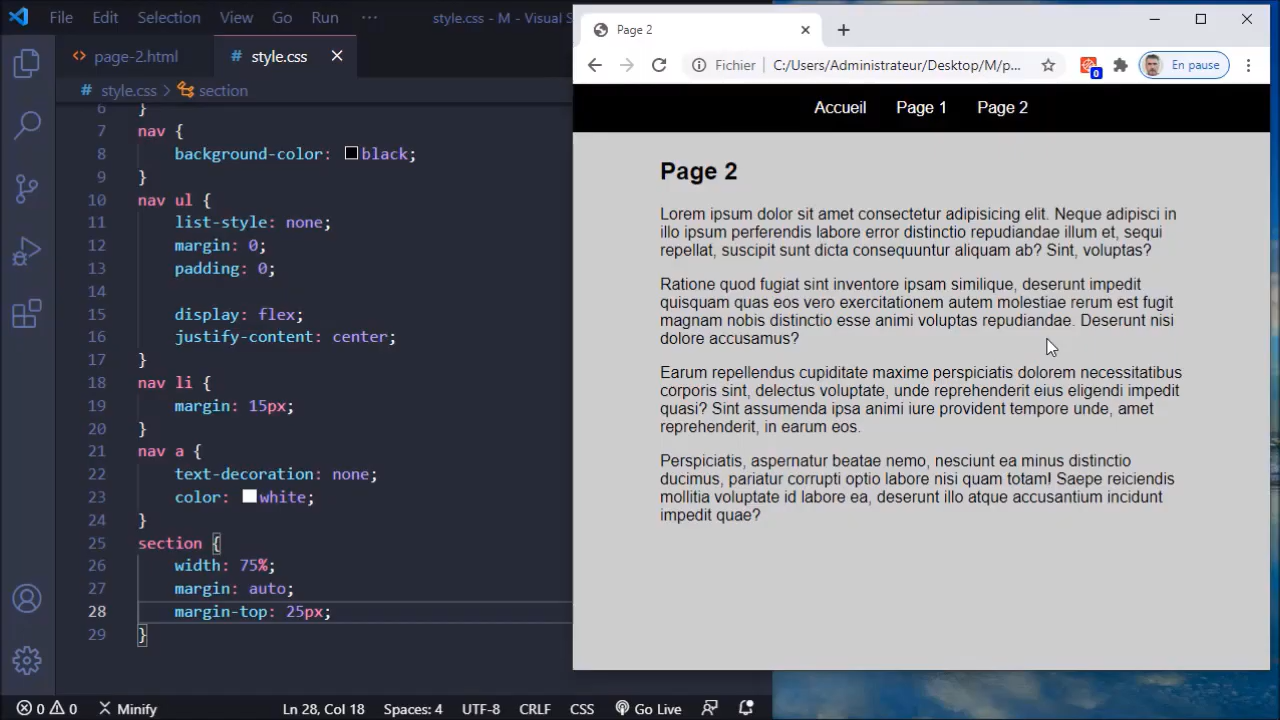 File Edit Selection View Go Run ··· style.css - M - Visual S
page-2.html # style.css
# style.css > section
6 }
7 nav {
8 background-color: black;
9 }
10 nav ul {
11 list-style: none;
12 margin: 0;
13 padding: 0;
14
15 display: flex;
16 justify-content: center;
17 }
18 nav li {
19 margin: 15px;
20 }
21 nav a {
22 text-decoration: none;
23 color: white;
24 }
25 section {
26 width: 75%;
27 margin: auto;
28 margin-top: 25px;
29 }
0 0 Minify Ln 28, Col 18 Spaces: 4 UTF-8 CRLF CSS Go Live
Page 2
Fichier C:/Users/Administrateur/Desktop/M/p... 0 En pause
Accueil Page 1 Page 2
Page 2
Lorem ipsum dolor sit amet consectetur adipisicing elit. Neque adipisci in
illo ipsum perferendis labore error distinctio repudiandae illum et, sequi
repellat, suscipit sunt dicta consequuntur aliquam ab? Sint, voluptas?
Ratione quod fugiat sint inventore ipsam similique, deserunt impedit
quisquam quas eos vero exercitationem autem molestiae rerum est fugit
magnam nobis distinctio esse animi voluptas repudiandae. Deserunt nisi
dolore accusamus?
Earum repellendus cupiditate maxime perspiciatis dolorem necessitatibus
corporis sint, delectus voluptate, unde reprehenderit eius eligendi impedit
quasi? Sint assumenda ipsa animi iure provident tempore unde, amet
reprehenderit, in earum eos.
Perspiciatis, aspernatur beatae nemo, nesciunt ea minus distinctio
ducimus, pariatur corrupti optio labore nisi quam totam! Saepe reiciendis
mollitia voluptate id labore ea, deserunt illo atque accusantium incidunt
impedit quae?